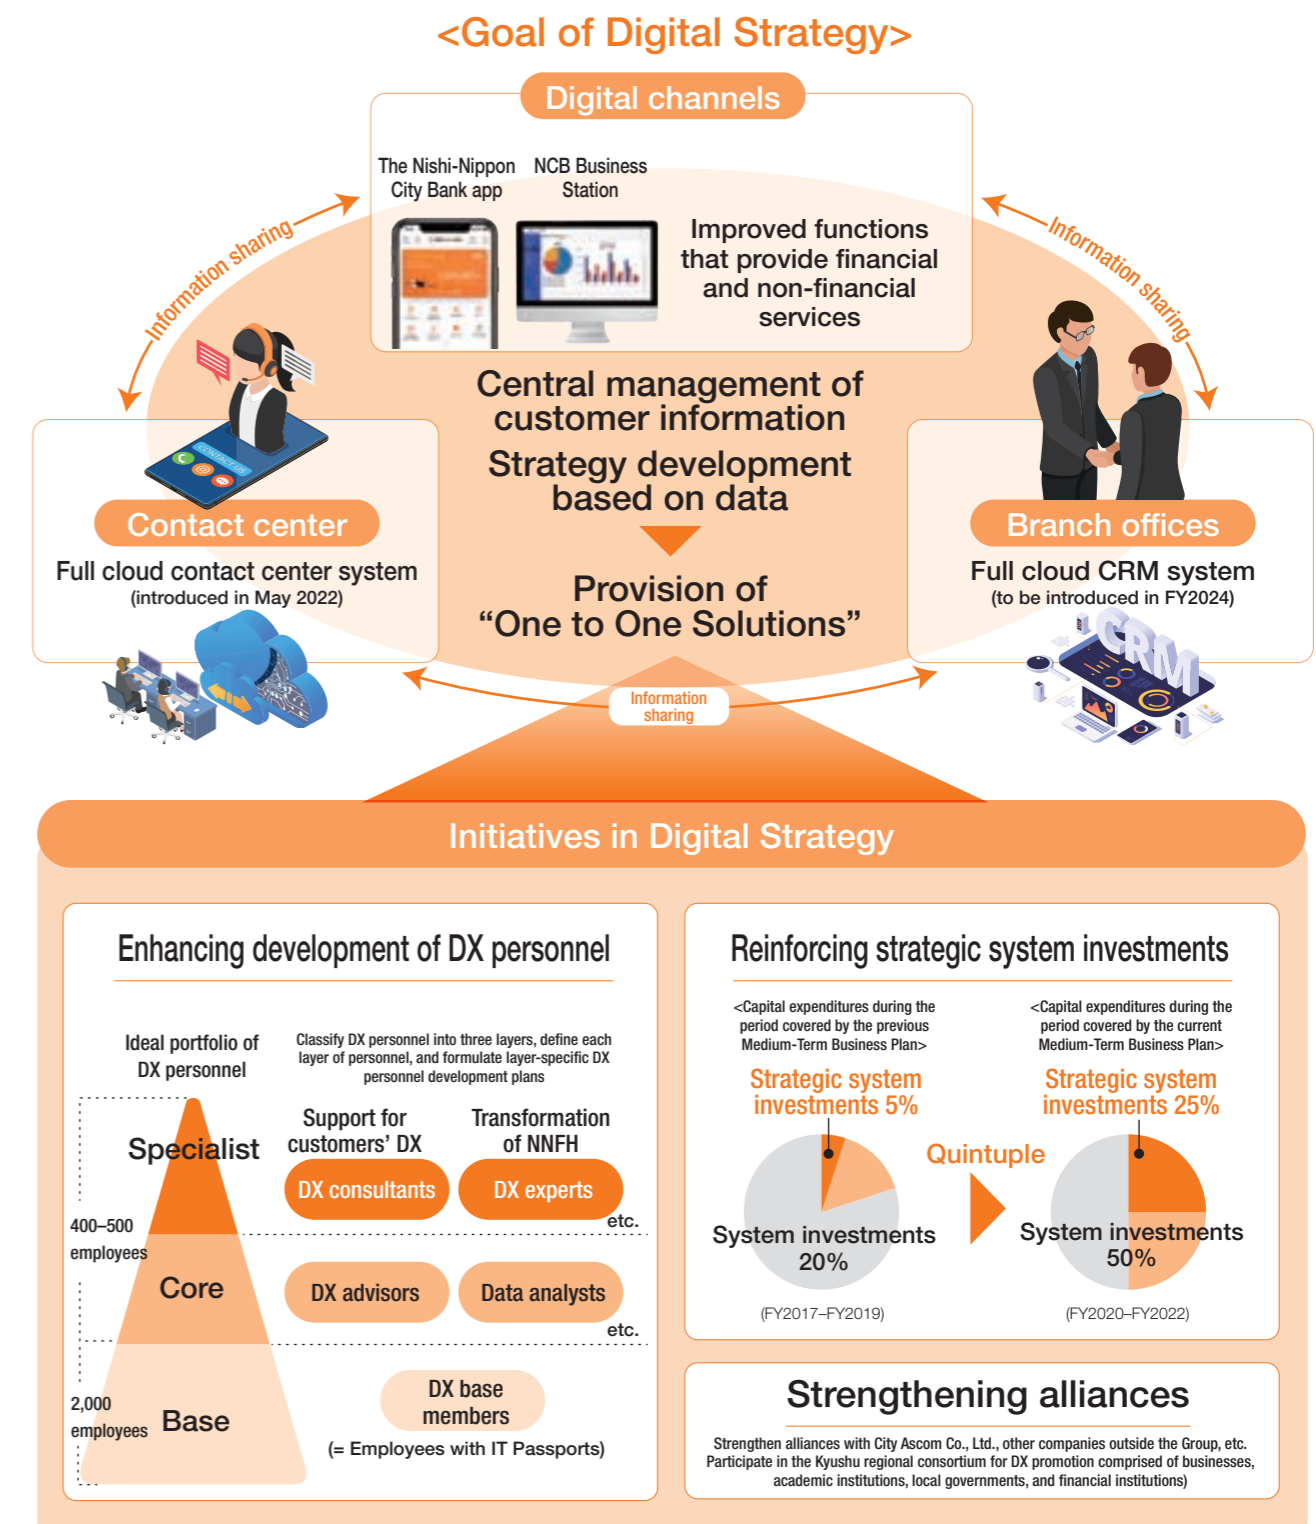 <Goal of Digital Strategy>
Digital channels
The Nishi-Nippon
City Bank app
NCB Business
Station
Improved functions
that provide financial
and non-financial
services
Information sharing
Information sharing
Central management of
customer information
Strategy development
based on data
Provision of
“One to One Solutions”
CONTACT US
Contact center
Full cloud contact center system
(introduced in May 2022)
Branch offices
Full cloud CRM system
(to be introduced in FY2024)
CRM
Information
sharing
Initiatives in Digital Strategy
Enhancing development of DX personnel
Ideal portfolio of
DX personnel
Classify DX personnel into three layers, define each
layer of personnel, and formulate layer-specific DX
personnel development plans
Support for
customers’ DX
Transformation
of NNFH
Specialist
DX consultants
DX experts
etc.
400–500
employees
Core
DX advisors
Data analysts
etc.
2,000
employees
Base
DX base
members
(= Employees with IT Passports)
Reinforcing strategic system investments
<Capital expenditures during the
period covered by the previous
Medium-Term Business Plan>
Strategic system
investments 5%
System investments
20%
(FY2017–FY2019)
Quintuple
<Capital expenditures during the
period covered by the current
Medium-Term Business Plan>
Strategic system
investments 25%
System investments
50%
(FY2020–FY2022)
Strengthening alliances
Strengthen alliances with City Ascom Co., Ltd., other companies outside the Group, etc.
Participate in the Kyushu regional consortium for DX promotion comprised of businesses,
academic institutions, local governments, and financial institutions)